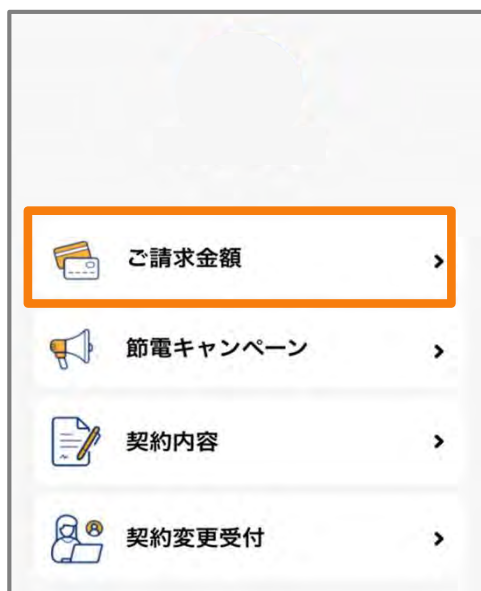 ご請求金額
節電キャンペーン
契約内容
契約変更受付